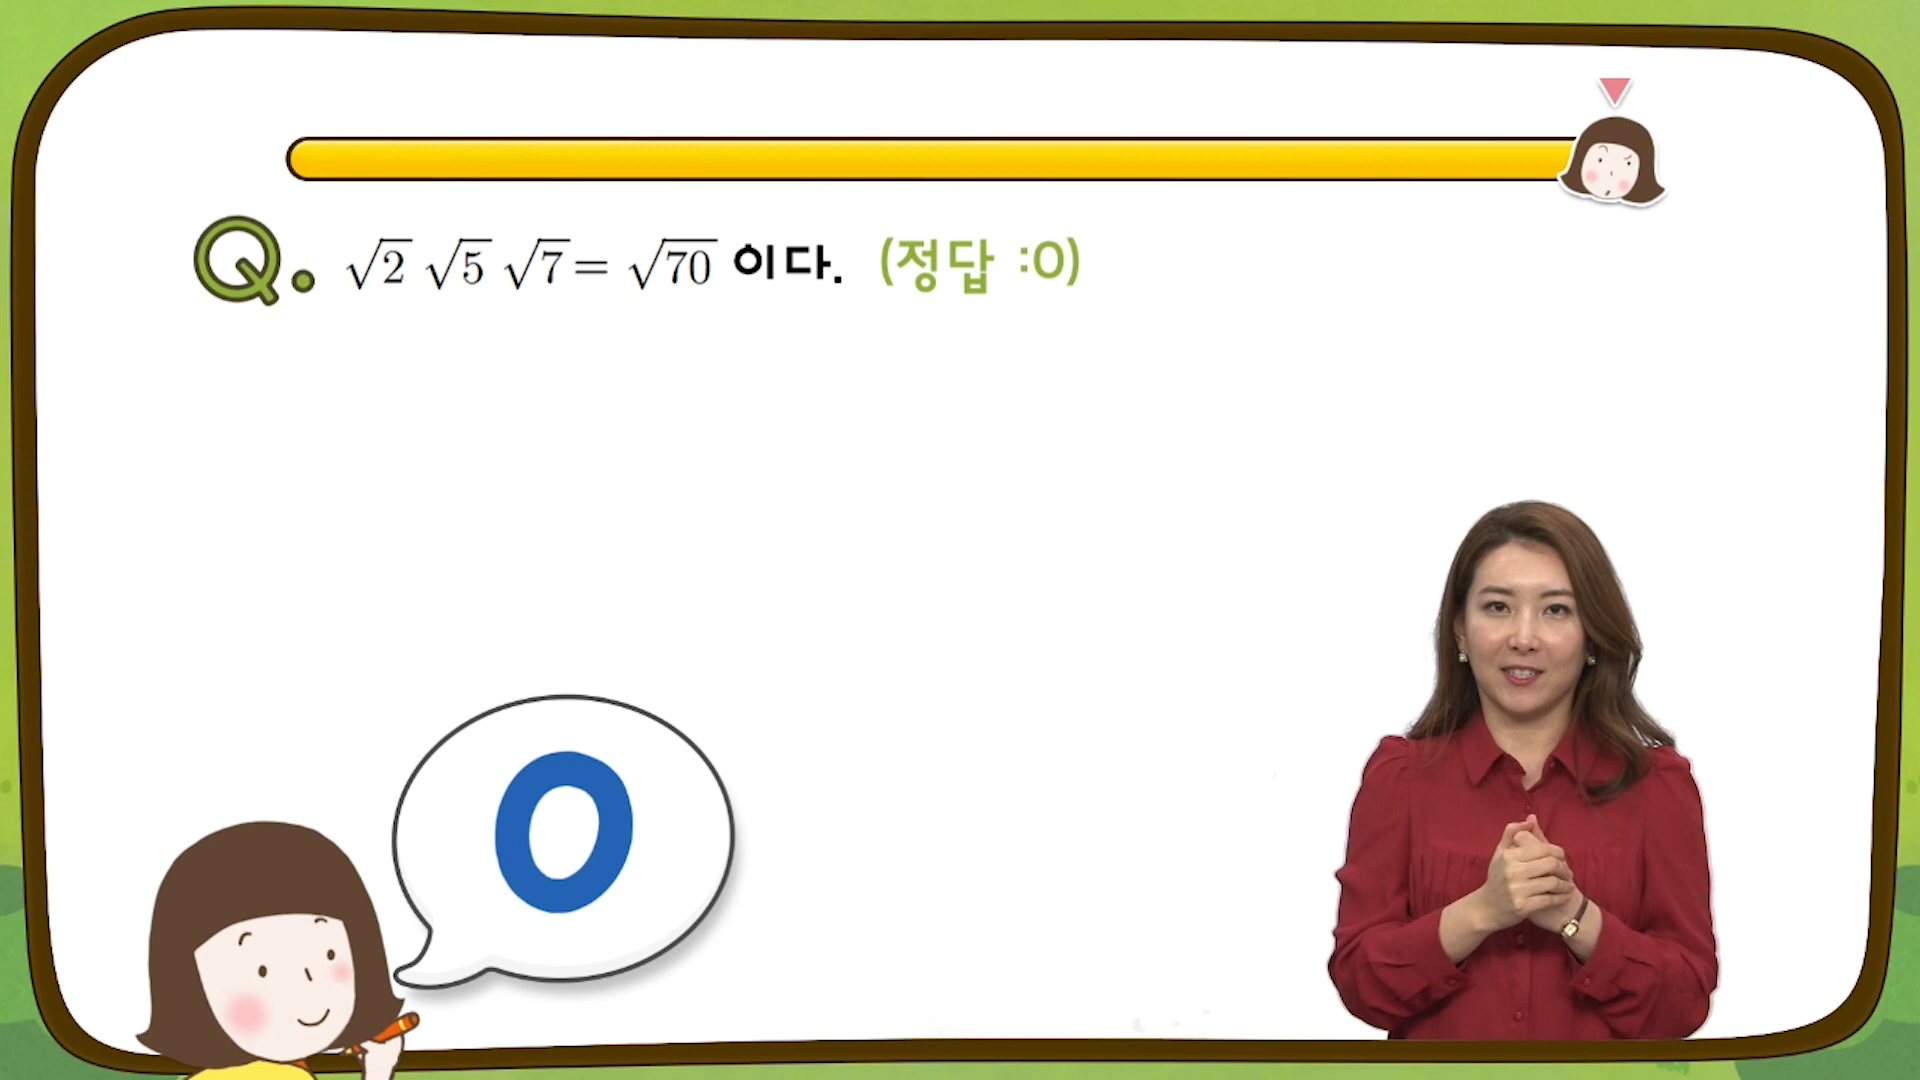 Q. √2 √5 √7 = √70 이다. (정답 :O)
O